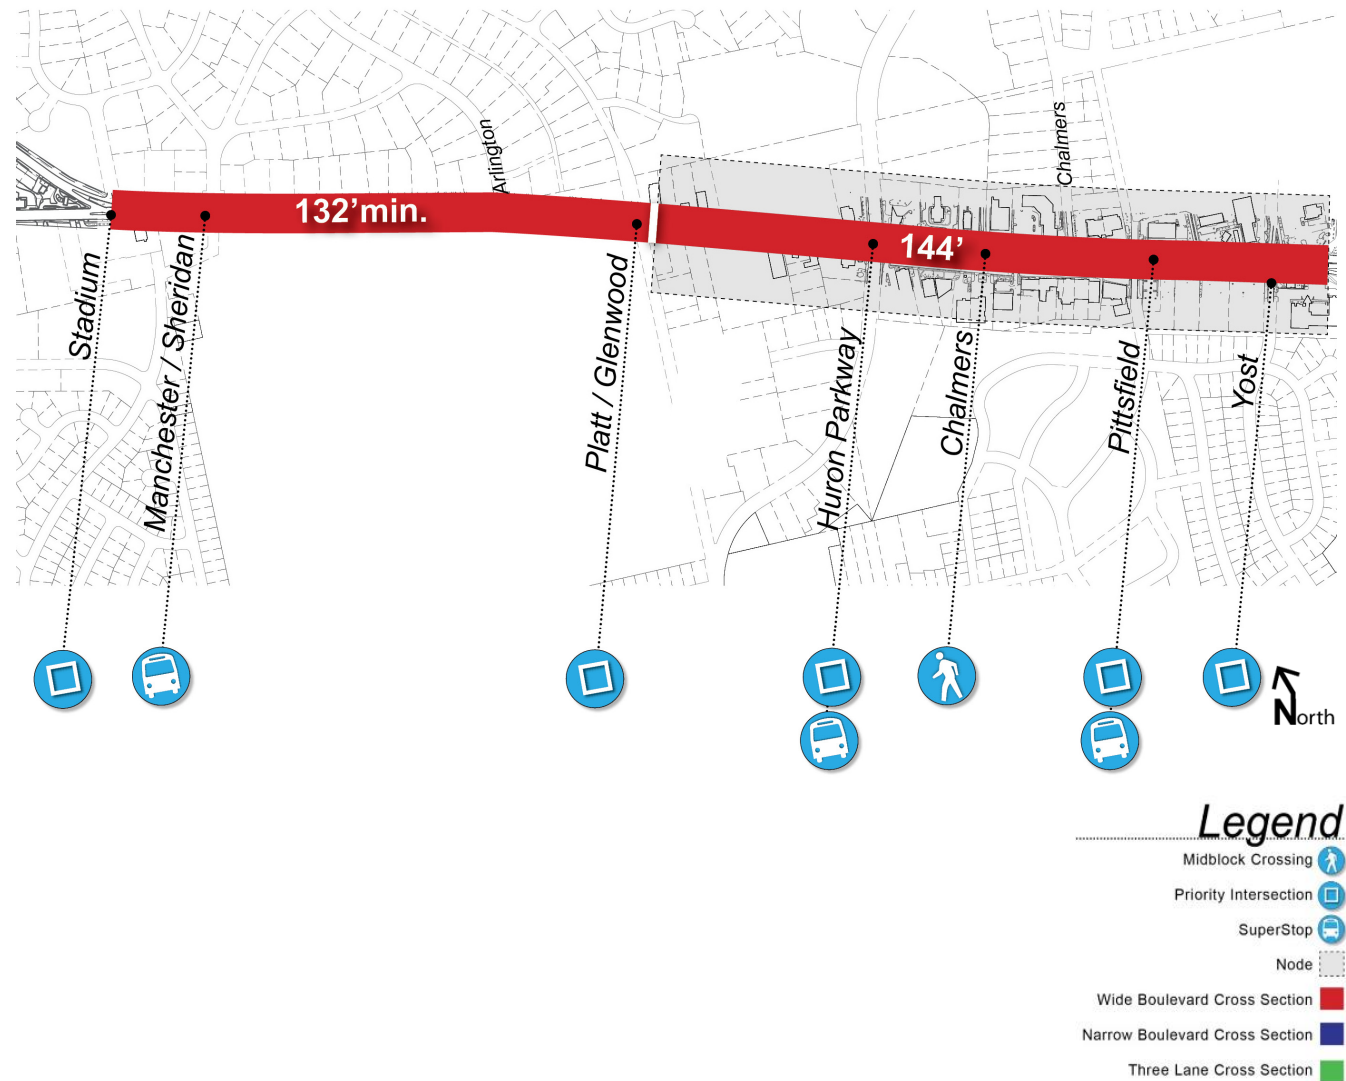 Arlington
Chalmers
132'min.
144'
Stadium
Manchester / Sheridan
Platt / Glenwood
Huron Parkway
Chalmers
Pittsfield
Yost
North
Legend
Midblock Crossing
Priority Intersection
SuperStop
Node
Wide Boulevard Cross Section
Narrow Boulevard Cross Section
Three Lane Cross Section